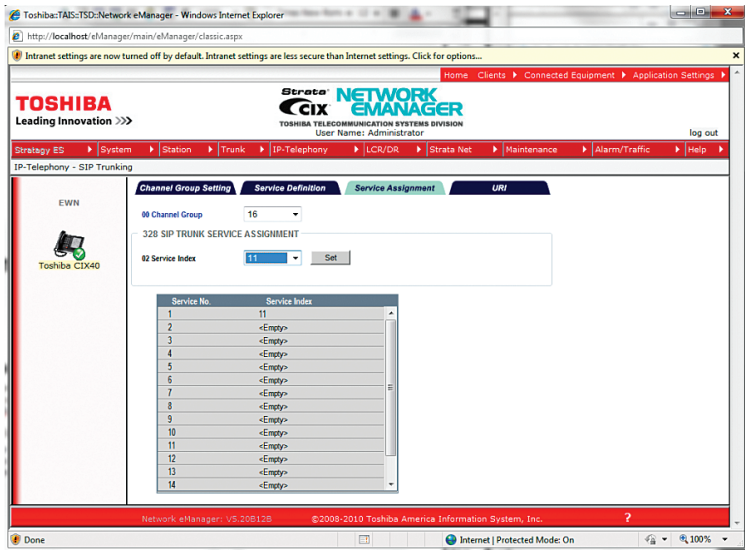 Toshiba::TAIS::TSD::Network eManager - Windows Internet Explorer
http://localhost/eManager/main/eManager/classic.aspx
Intranet settings are now turned off by default. Intranet settings are less secure than Internet settings. Click for options...
Home Clients Connected Equipment Application Settings
TOSHIBA
Leading Innovation >>>
Strata CIX NETWORK EMANAGER
TOSHIBA TELECOMMUNICATION SYSTEMS DIVISION
User Name: Administrator
log out
Stratagy ES System Station Trunk IP-Telephony LCR/DR Strata Net Maintenance Alarm/Traffic Help
IP-Telephony - SIP Trunking
EWN
Toshiba CIX40
Channel Group Setting Service Definition Service Assignment URI
00 Channel Group 16
328 SIP TRUNK SERVICE ASSIGNMENT
02 Service Index 11 Set
Service No. Service Index
1 11
2 <Empty>
3 <Empty>
4 <Empty>
5 <Empty>
6 <Empty>
7 <Empty>
8 <Empty>
9 <Empty>
10 <Empty>
11 <Empty>
12 <Empty>
13 <Empty>
14 <Empty>
Network eManager: V5.20B12B ©2008-2010 Toshiba America Information System, Inc. ?
Done
Internet | Protected Mode: On
100%